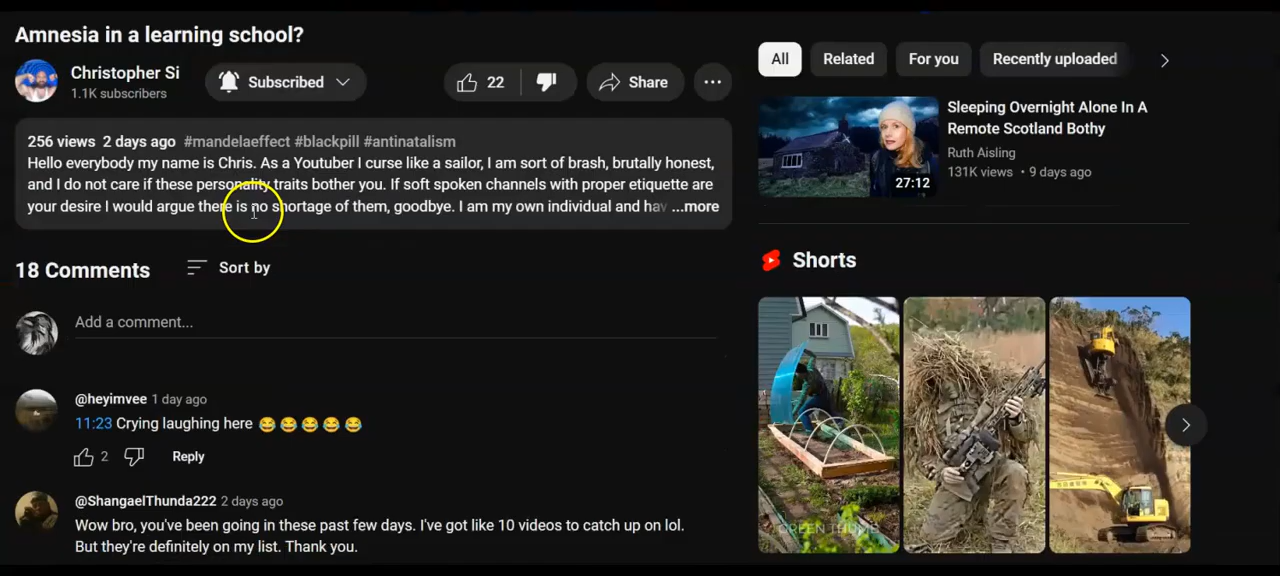 Amnesia in a learning school?
Christopher Si
1.1K subscribers
Subscribed
22
Share
256 views 2 days ago #mandelaeffect #blackpill #antinatalism
Hello everybody my name is Chris. As a Youtuber I curse like a sailor, I am sort of brash, brutally honest,
and I do not care if these personality traits bother you. If soft spoken channels with proper etiquette are
your desire I would argue there is no shortage of them, goodbye. I am my own individual and hav ...more
18 Comments
Sort by
Add a comment...
@heyimvee 1 day ago
11:23 Crying laughing here 😂😂😂😂😂
2
Reply
@ShangaelThunda222 2 days ago
Wow bro, you've been going in these past few days. I've got like 10 videos to catch up on lol.
But they're definitely on my list. Thank you.
All
Related
For you
Recently uploaded
27:12
Sleeping Overnight Alone In A
Remote Scotland Bothy
Ruth Aisling
131K views • 9 days ago
Shorts
GREEN THUMB